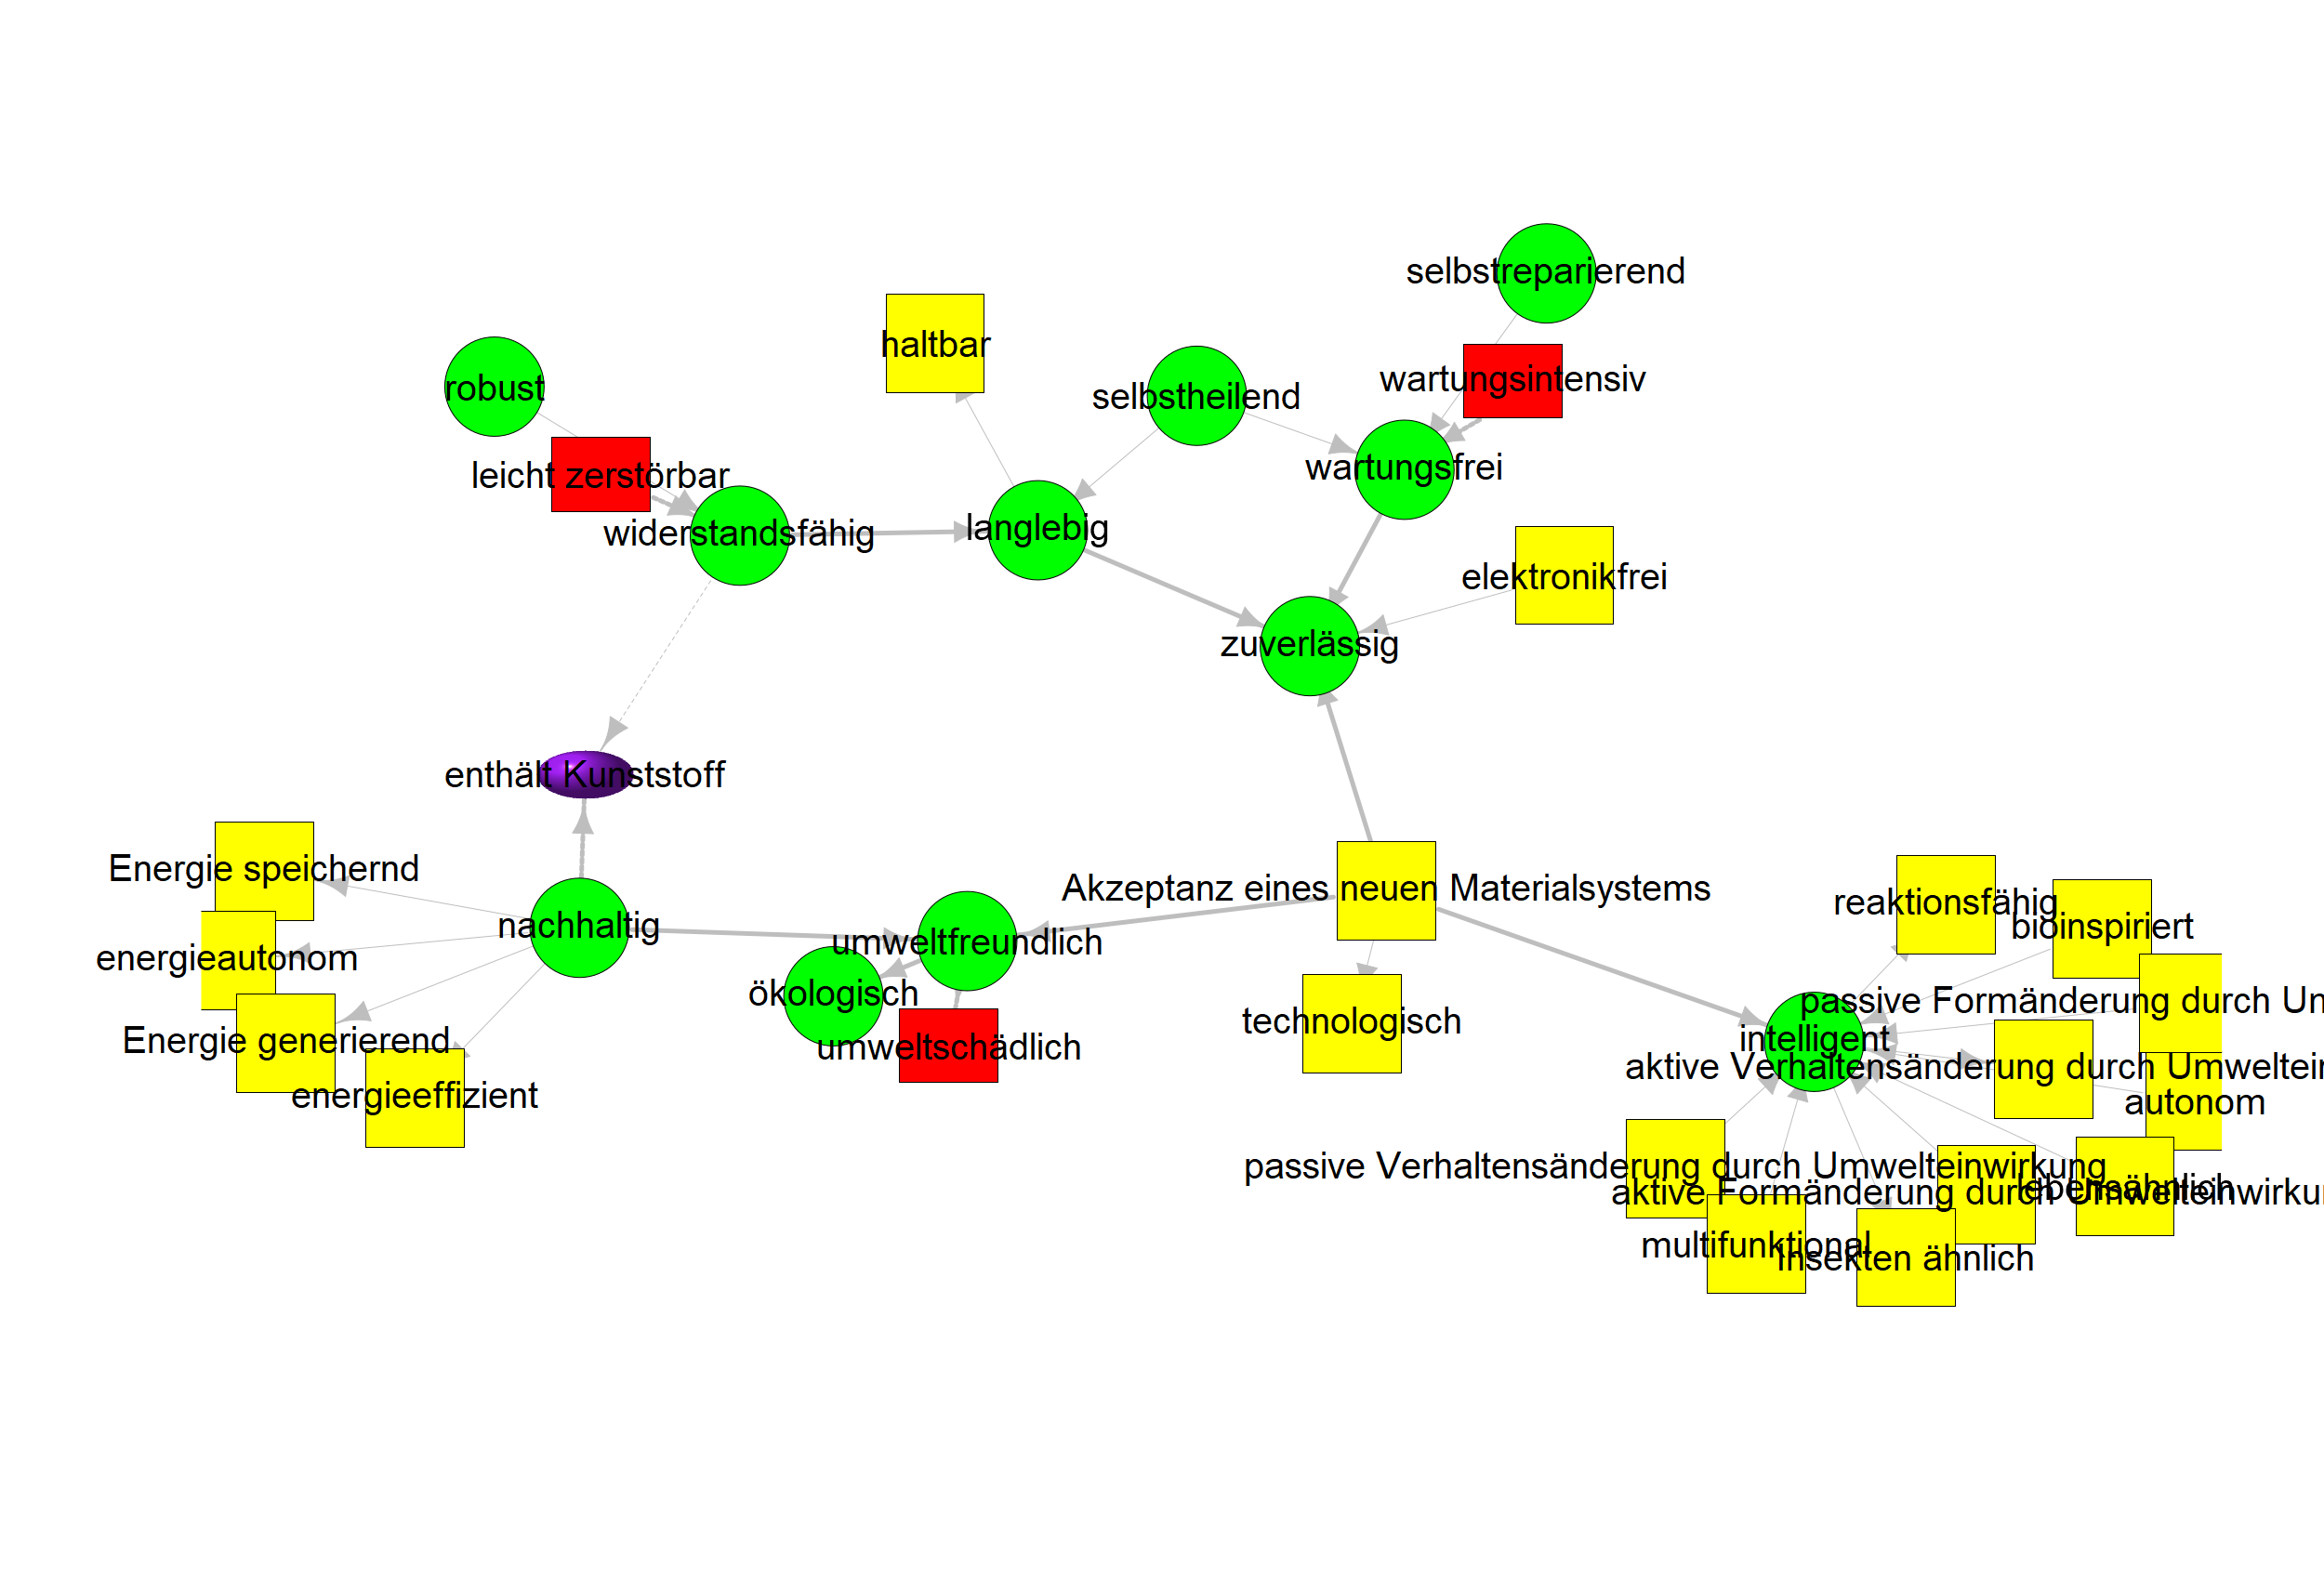 selbstreparierend
haltbar
wartungsintensiv
robust
selbstheilend
leicht zerstörbar
wartungsfrei
widerstandsfähig
langlebig
elektronikfrei
zuverlässig
enthält Kunststoff
Energie speichernd
Akzeptanz eines neuen Materialsystems
reaktionsfähig
nachhaltig
bioinspiriert
umweltfreundlich
energieautonom
ökologisch
passive Formänderung durch Um
technologisch
Energie generierend
intelligent
umweltschädlich
aktive Verhaltensänderung durch Umweltein
energieeffizient
autonom
passive Verhaltensänderung durch Umwelteinwirkung
lebensähnlich
aktive Formänderung durch Umwelteinwirku
multifunktional
Insekten ähnlich